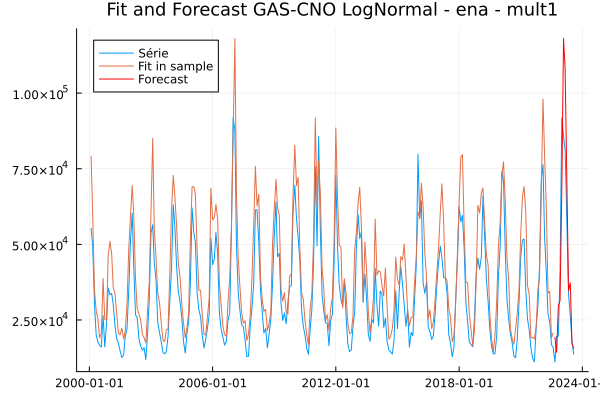 Fit and Forecast GAS-CNO LogNormal - ena - mult1
Série
Fit in sample
Forecast
1.00×10⁵
7.50×10⁴
5.00×10⁴
2.50×10⁴
2000-01-01
2006-01-01
2012-01-01
2018-01-01
2024-01-